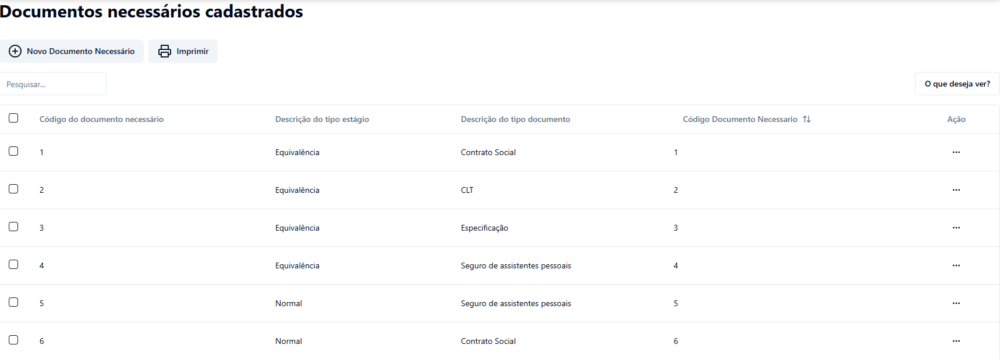 Documentos necessários cadastrados
Novo Documento Necessário Imprimir
Pesquisar... O que deseja ver?
Código do documento necessário Descrição do tipo estágio Descrição do tipo documento Código Documento Necessario Ação
1 Equivalência Contrato Social 1 ...
2 Equivalência CLT 2 ...
3 Equivalência Especificação 3 ...
4 Equivalência Seguro de assistentes pessoais 4 ...
5 Normal Seguro de assistentes pessoais 5 ...
6 Normal Contrato Social 6 ...